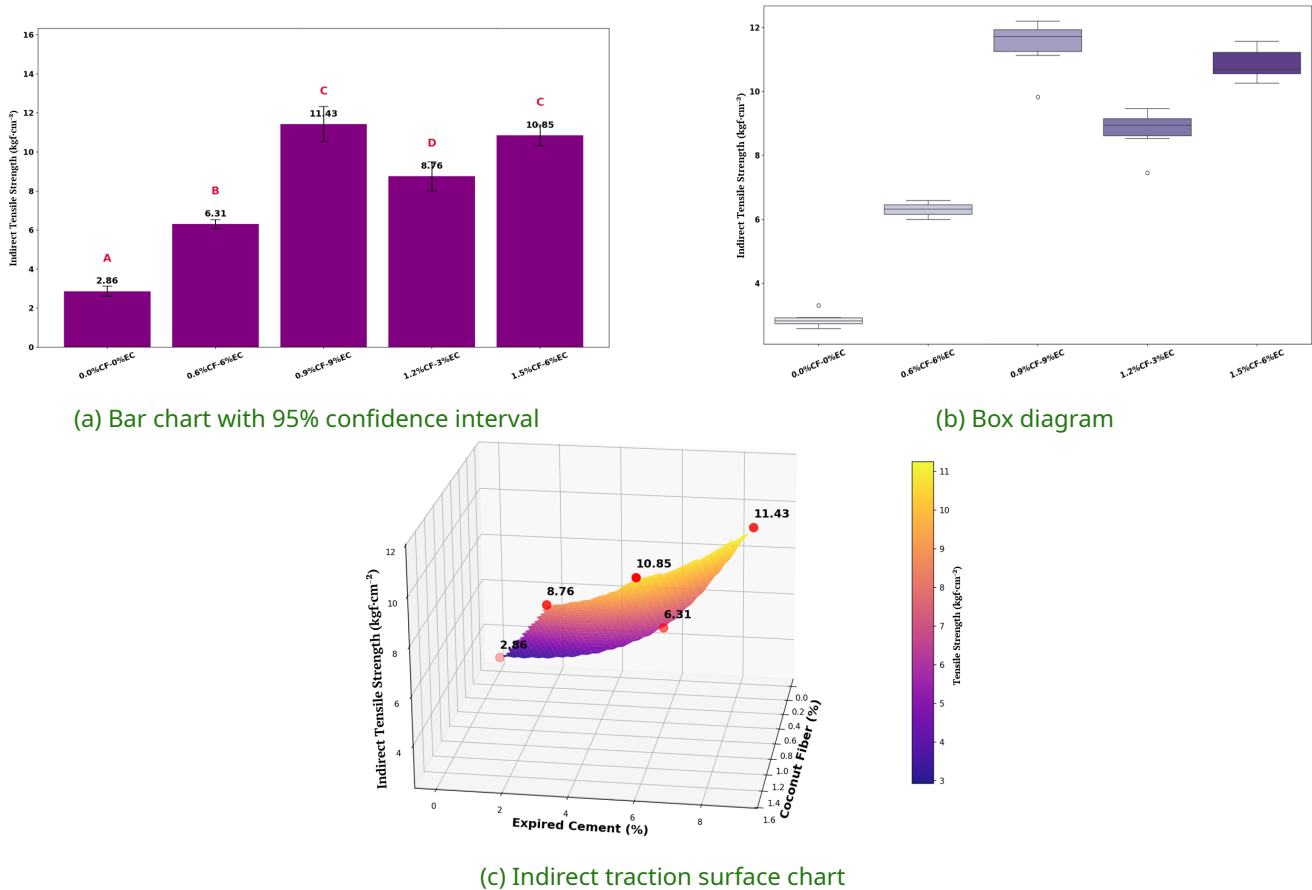 16
14
12
10
8
6
4
2
0
Indirect Tensile Strength (kgf·cm⁻²)
A
2.86
B
6.31
C
11.43
D
8.76
C
10.85
0.0%CF-0%EC
0.6%CF-6%EC
0.9%CF-9%EC
1.2%CF-3%EC
1.5%CF-6%EC
(a) Bar chart with 95% confidence interval
12
10
8
6
4
Indirect Tensile Strength (kgf·cm⁻²)
0.0%CF-0%EC
0.6%CF-6%EC
0.9%CF-9%EC
1.2%CF-3%EC
1.5%CF-6%EC
(b) Box diagram
12
10
8
6
4
Indirect Tensile Strength (kgf·cm⁻²)
11.43
10.85
8.76
6.31
2.86
0
2
4
6
8
Expired Cement (%)
0.0
0.2
0.4
0.6
0.8
1.0
1.2
1.4
1.6
Coconut Fiber (%)
11
10
9
8
7
6
5
4
3
Tensile Strength (kgf·cm⁻²)
(c) Indirect traction surface chart